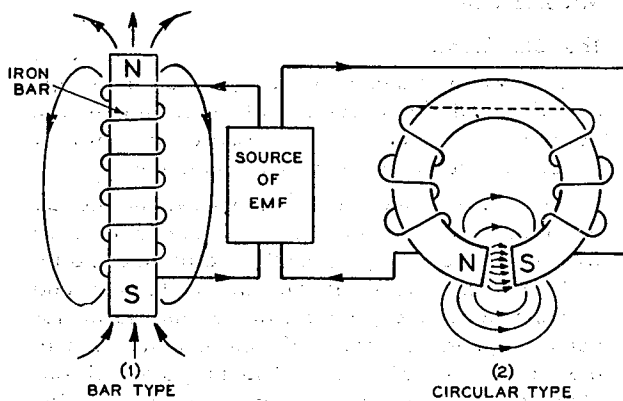 N
IRON
BAR
S
(1)
BAR TYPE
SOURCE
OF
EMF
N
S
(2)
CIRCULAR TYPE